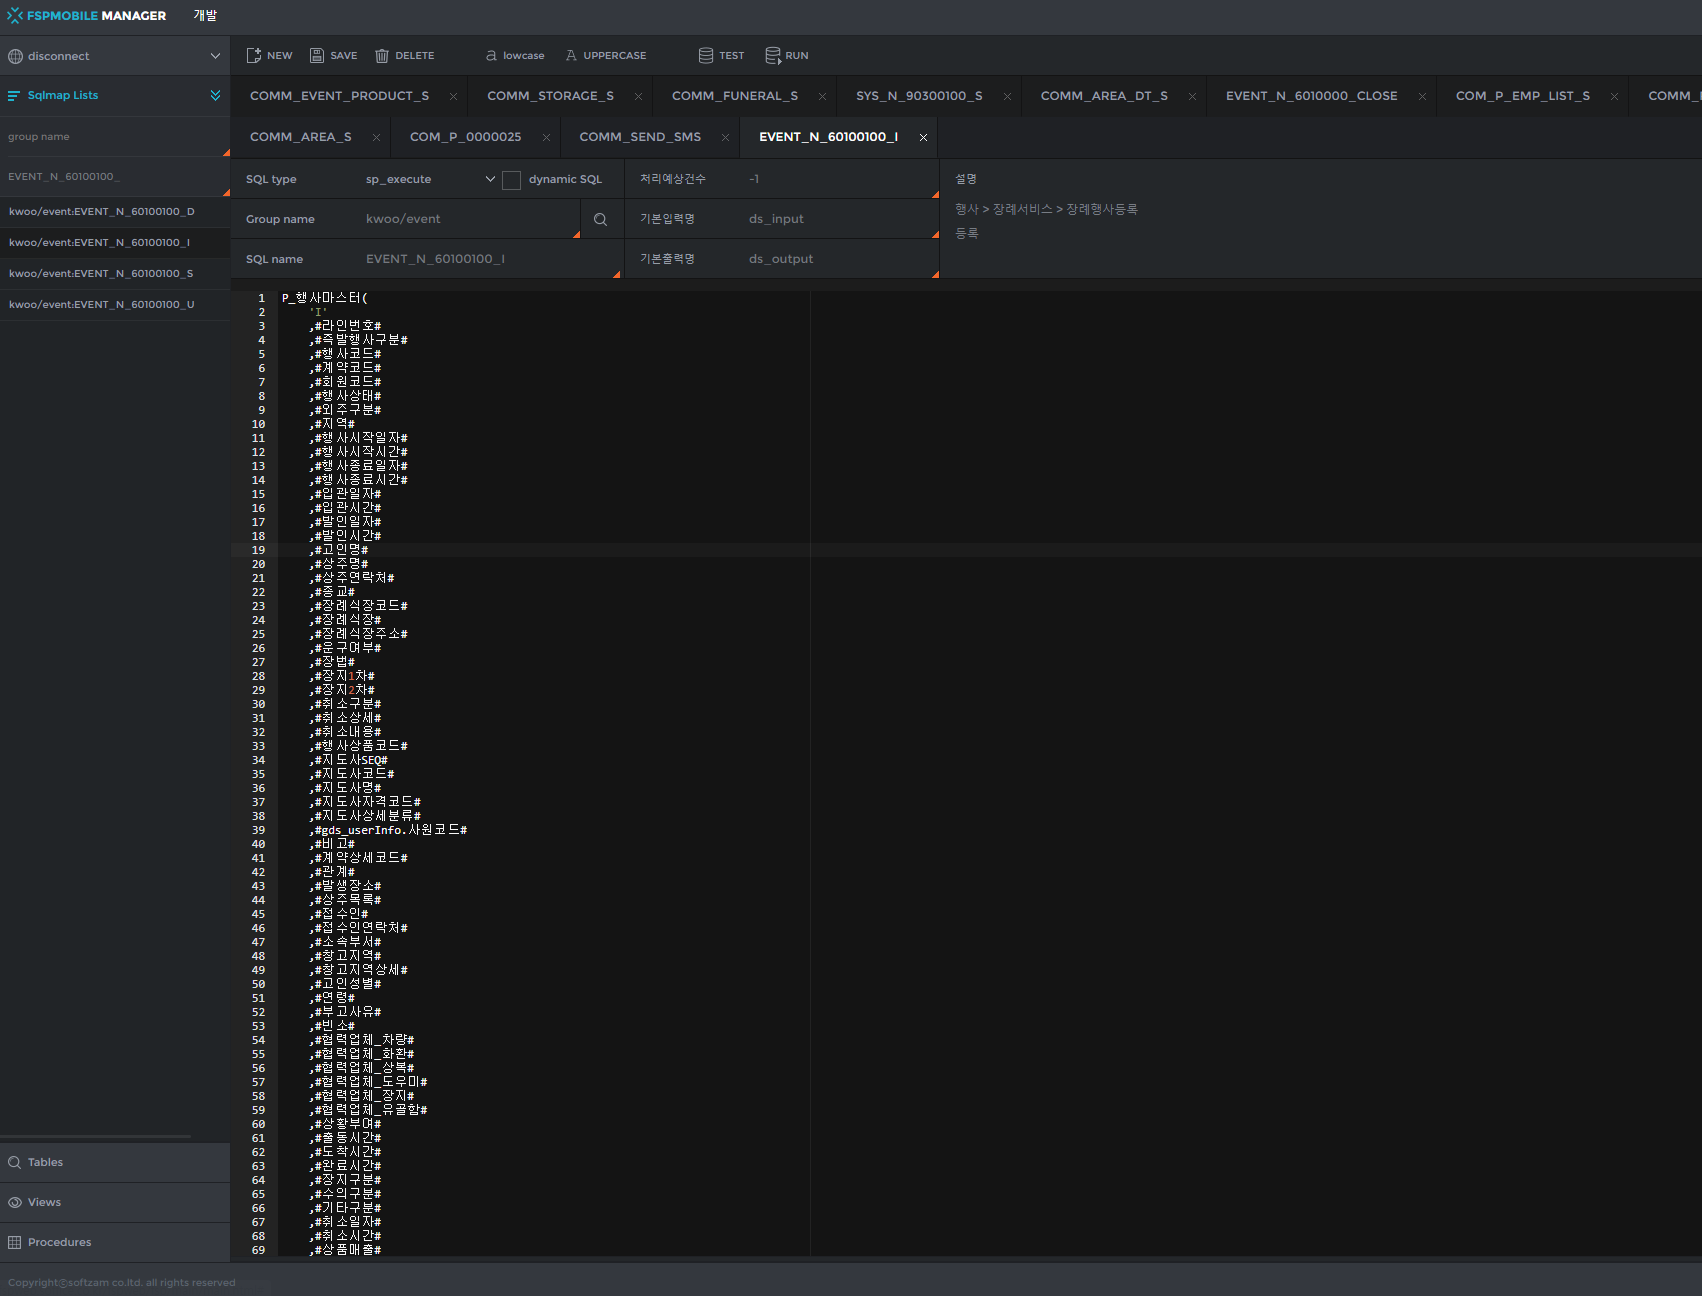 FSPMOBILE MANAGER 개발
disconnect
NEW SAVE DELETE a lowcase A UPPERCASE TEST RUN
Sqlmap Lists
group name
EVENT_N_60100100_
kwoo/event:EVENT_N_60100100_D
kwoo/event:EVENT_N_60100100_I
kwoo/event:EVENT_N_60100100_S
kwoo/event:EVENT_N_60100100_U
COMM_EVENT_PRODUCT_S COMM_STORAGE_S COMM_FUNERAL_S SYS_N_90300100_S COMM_AREA_DT_S EVENT_N_6010000_CLOSE COM_P_EMP_LIST_S
COMM_AREA_S COM_P_0000025 COMM_SEND_SMS EVENT_N_60100100_I
SQL type sp_execute dynamic SQL 처리예상건수 -1 설명
Group name kwoo/event 기본입력명 ds_input 행사 > 장례서비스 > 장례행사등록
등록
SQL name EVENT_N_60100100_I 기본출력명 ds_output
1 P_행사마스터(
2 'I'
3 ,#라인번호#
4 ,#즉발행사구분#
5 ,#행사코드#
6 ,#계약코드#
7 ,#회원코드#
8 ,#행사상태#
9 ,#외주구분#
10 ,#지역#
11 ,#행사시작일자#
12 ,#행사시작시간#
13 ,#행사종료일자#
14 ,#행사종료시간#
15 ,#입관일자#
16 ,#입관시간#
17 ,#발인일자#
18 ,#발인시간#
19 ,#고인명#
20 ,#상주명#
21 ,#상주연락처#
22 ,#종교#
23 ,#장례식장코드#
24 ,#장례식장#
25 ,#장례식장주소#
26 ,#운구여부#
27 ,#장법#
28 ,#장지1차#
29 ,#장지2차#
30 ,#취소구분#
31 ,#취소상세#
32 ,#취소내용#
33 ,#행사상품코드#
34 ,#지도사SEQ#
35 ,#지도사코드#
36 ,#지도사명#
37 ,#지도사자격코드#
38 ,#지도사상세분류#
39 ,#gds_userInfo.사원코드#
40 ,#비고#
41 ,#계약상세코드#
42 ,#관계#
43 ,#발생장소#
44 ,#상주목록#
45 ,#접수인#
46 ,#접수인연락처#
47 ,#소속부서#
48 ,#창고지역#
49 ,#창고지역상세#
50 ,#고인성별#
51 ,#연령#
52 ,#부고사유#
53 ,#빈소#
54 ,#협력업체_차량#
55 ,#협력업체_화환#
56 ,#협력업체_상복#
57 ,#협력업체_도우미#
58 ,#협력업체_장지#
59 ,#협력업체_유골함#
60 ,#상황부여#
61 ,#출동시간#
62 ,#도착시간#
63 ,#완료시간#
64 ,#장지구분#
65 ,#수의구분#
66 ,#기타구분#
67 ,#취소일자#
68 ,#취소시간#
69 ,#상품매출#
Tables
Views
Procedures
Copyright©softzam co.ltd. all rights reserved